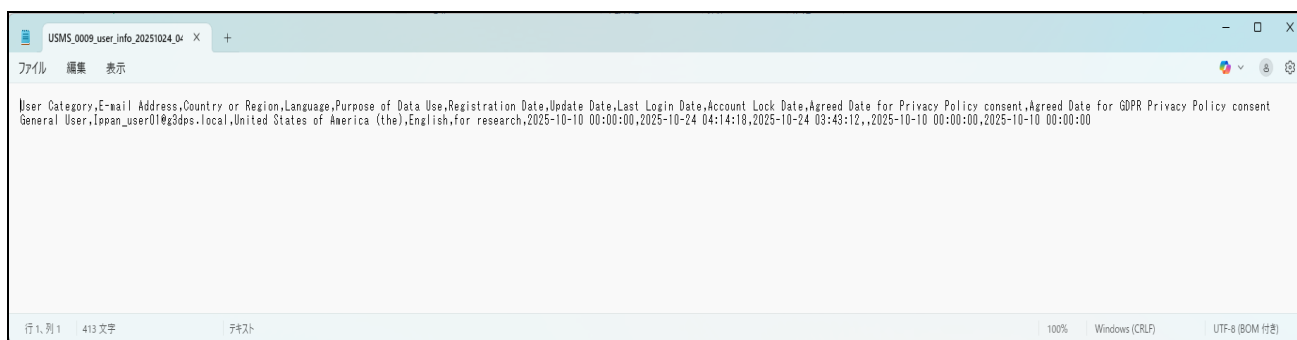 USMS_0009_user_info_20251024_04
ファイル 編集 表示
User Category,E-mail Address,Country or Region,Language,Purpose of Data Use,Registration Date,Update Date,Last Login Date,Account Lock Date,Agreed Date for Privacy Policy consent,Agreed Date for GDPR Privacy Policy consent
General User,Ippan_user01@g3dps.local,United States of America (the),English,for research,2025-10-10 00:00:00,2025-10-24 04:14:18,2025-10-24 03:43:12,,2025-10-10 00:00:00,2025-10-10 00:00:00
行 1、列 1 413 文字 テキスト 100% Windows (CRLF) UTF-8 (BOM 付き)